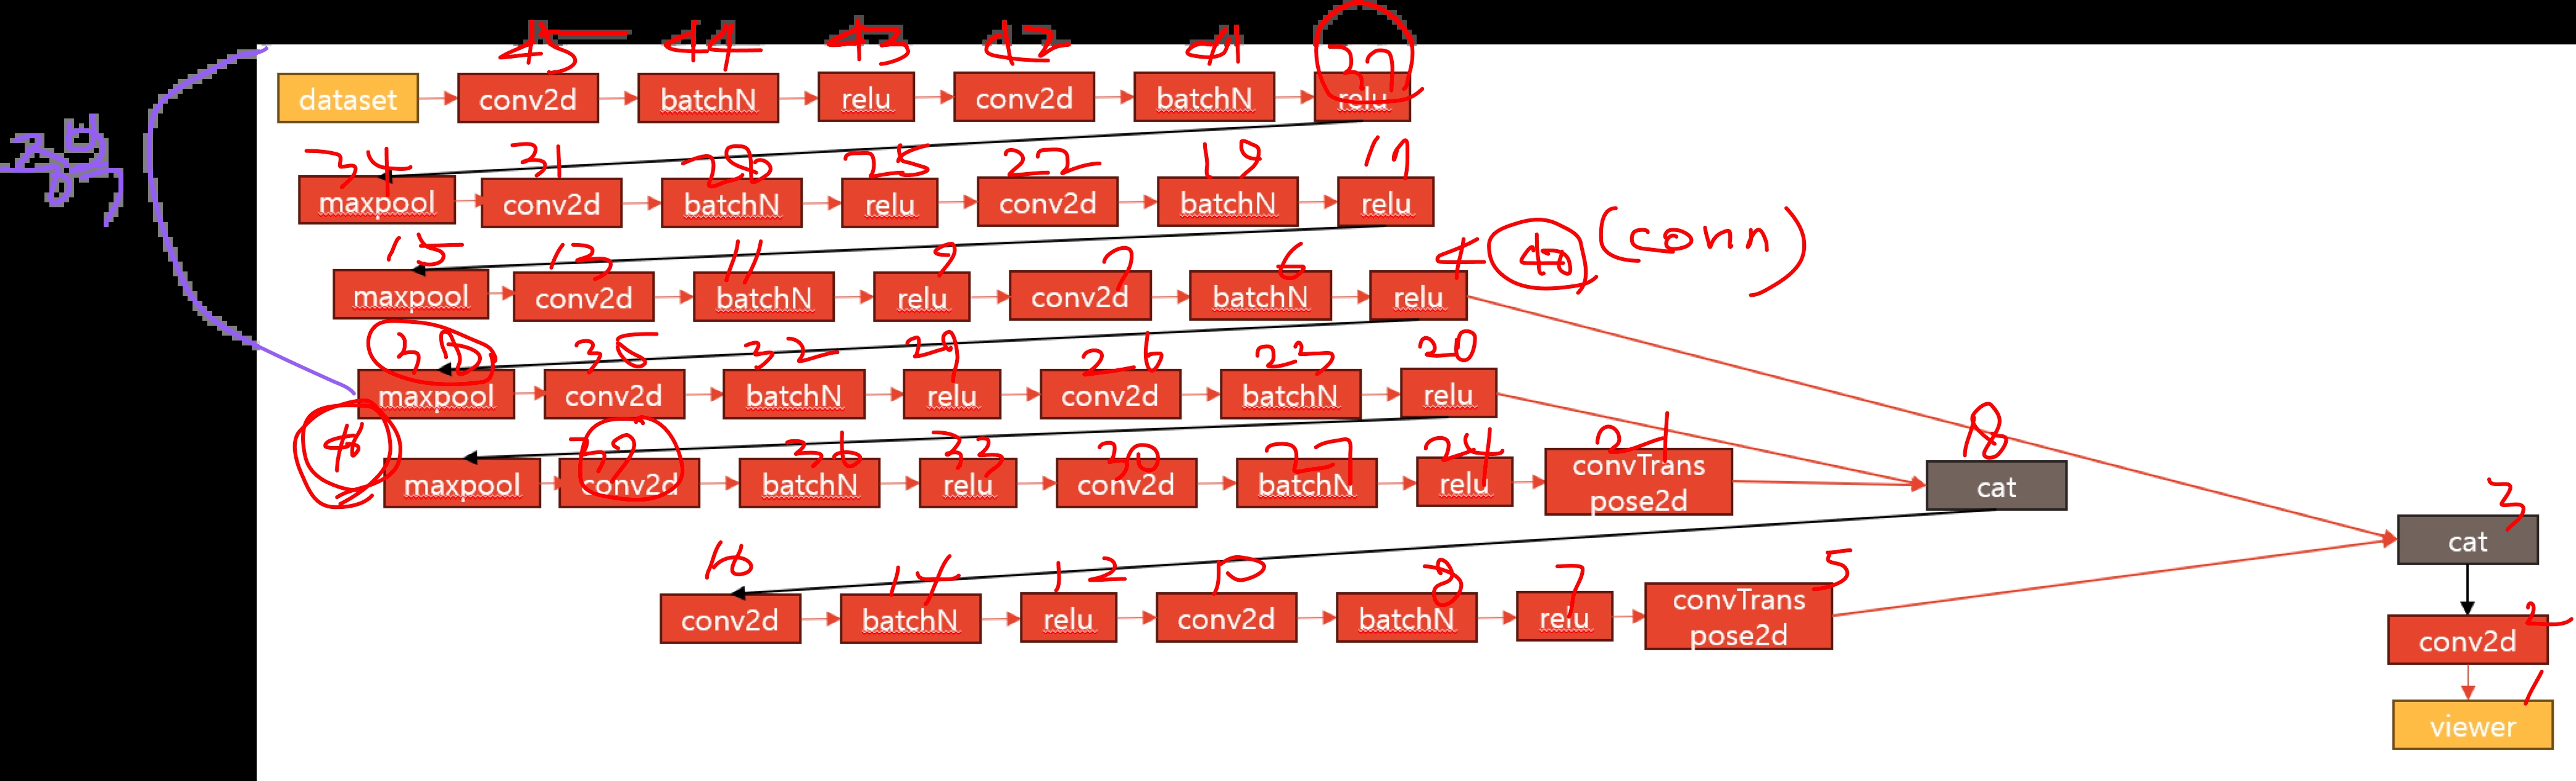 45 44 43 42 41 37
dataset conv2d batchN relu conv2d batchN relu
34 31 28 25 22 19 17
maxpool conv2d batchN relu conv2d batchN relu
15 13 11 9 7 6 4 40 (conn)
maxpool conv2d batchN relu conv2d batchN relu
35 32 29 26 23 20
maxpool conv2d batchN relu conv2d batchN relu
39 36 33 30 27 24 21 18
maxpool conv2d batchN relu conv2d batchN relu convTrans
pose2d
cat
3
cat
16 14 12 10 8 7 5
conv2d batchN relu conv2d batchN relu convTrans
pose2d
2
conv2d
1
viewer